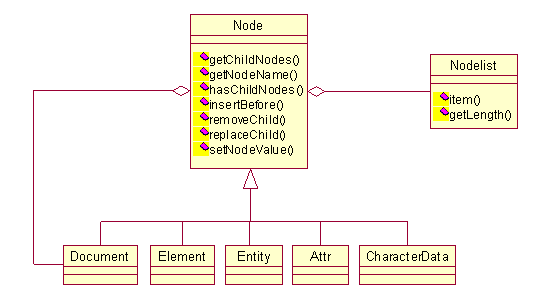 Node
getChildNodes()
getNodeName()
hasChildNodes()
insertBefore()
removeChild()
replaceChild()
setNodeValue()
Nodelist
item()
getLength()
Document
Element
Entity
Attr
CharacterData